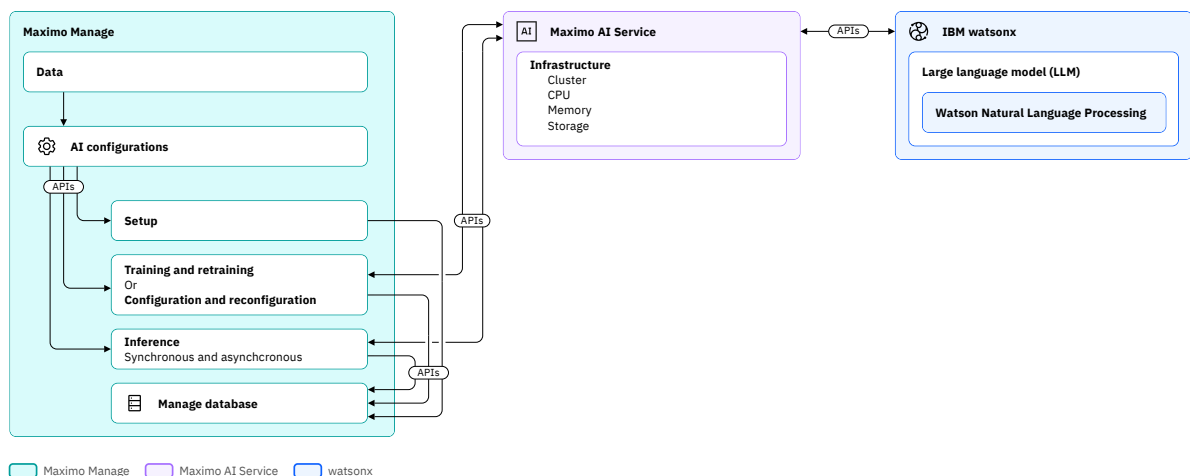 Maximo Manage
Data
AI configurations
APIs
Setup
Training and retraining
Or
Configuration and reconfiguration
Inference
Synchronous and asynchcronous
Manage database
APIs
APIs
AI Maximo AI Service
Infrastructure
Cluster
CPU
Memory
Storage
APIs
IBM watsonx
Large language model (LLM)
Watson Natural Language Processing
Maximo Manage Maximo AI Service watsonx